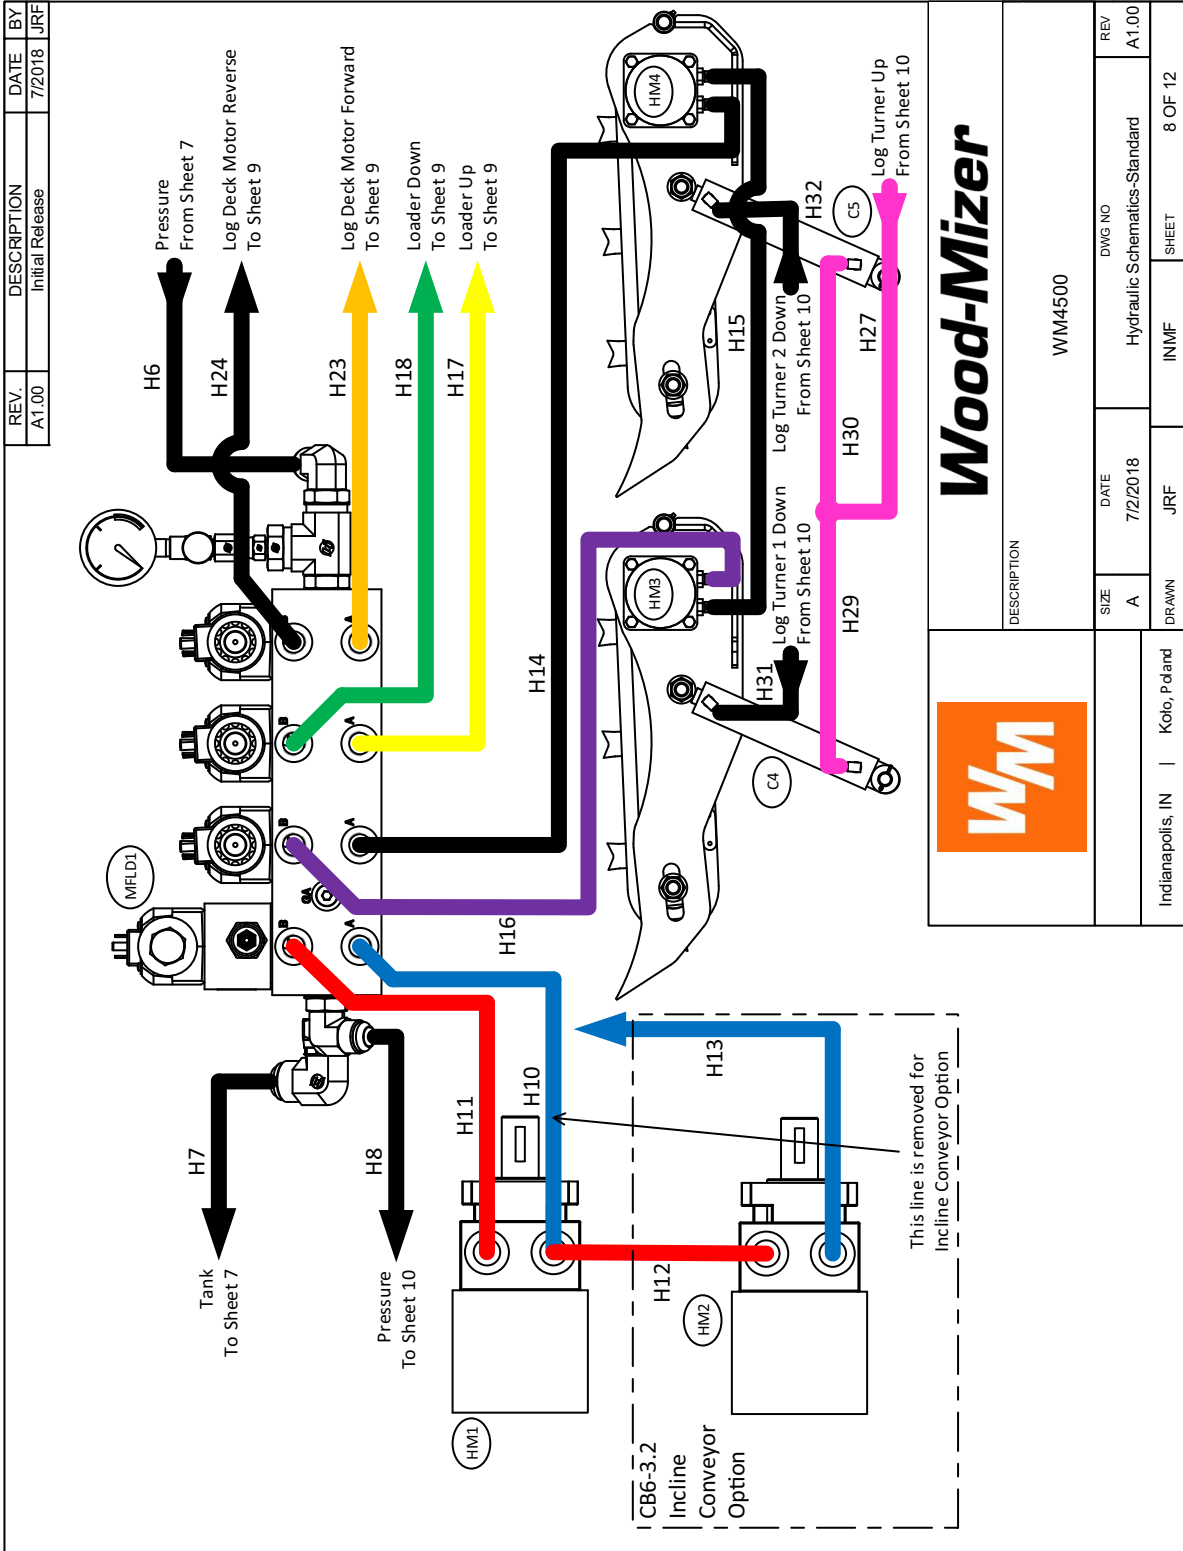 REV.
DESCRIPTION
DATE
BY
A1.00
Initial Release
7/2018
JRF
Pressure
From Sheet 7
H6
Log Deck Motor Reverse
To Sheet 9
H24
Log Deck Motor Forward
To Sheet 9
H23
Loader Down
To Sheet 9
H18
Loader Up
To Sheet 9
H17
MFLD1
B
A
B
A
B
A
B
A
GA
H7
Tank
To Sheet 7
H8
Pressure
To Sheet 10
H11
H10
H16
H14
H15
HM3
HM4
HM1
H12
H13
HM2
CB6-3.2
Incline
Conveyor
Option
This line is removed for
Incline Conveyor Option
H31
Log Turner 1 Down
From Sheet 10
H32
Log Turner 2 Down
From Sheet 10
C4
C5
H29
H30
H27
Log Turner Up
From Sheet 10
WM
Indianapolis, IN | Koło, Poland
Wood-Mizer
DESCRIPTION
WM4500
SIZE
A
DATE
7/2/2018
DWG NO
Hydraulic Schematics-Standard
REV
A1.00
DRAWN
JRF
INMF
SHEET
8 OF 12